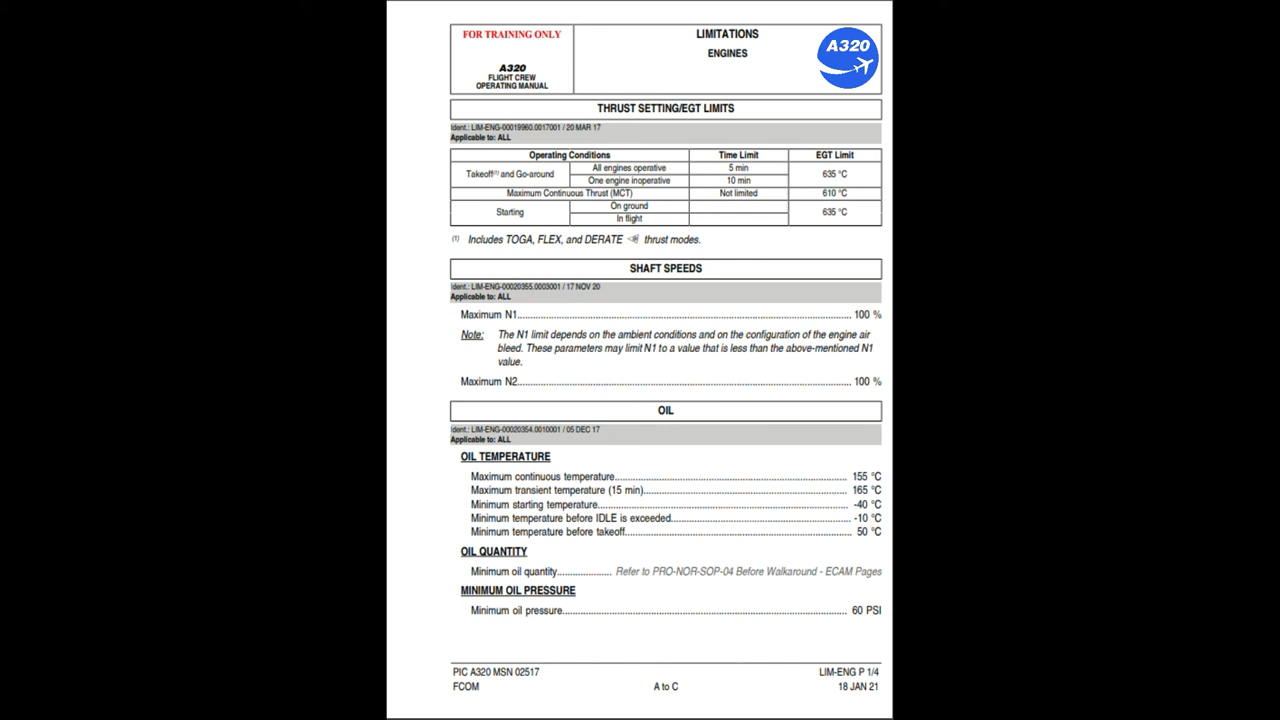 FOR TRAINING ONLY
A320
FLIGHT CREW
OPERATING MANUAL
LIMITATIONS
ENGINES
A320
THRUST SETTING/EGT LIMITS
Ident.: LIM-ENG-00019960.0017001 / 20 MAR 17
Applicable to: ALL
Operating Conditions Time Limit EGT Limit
Takeoff(1) and Go-around All engines operative 5 min 635 °C
One engine inoperative 10 min
Maximum Continuous Thrust (MCT) Not limited 610 °C
Starting On ground 635 °C
In flight
(1) Includes TOGA, FLEX, and DERATE thrust modes.
SHAFT SPEEDS
Ident.: LIM-ENG-00020355.0003001 / 17 NOV 20
Applicable to: ALL
Maximum N1........ 100 %
Note: The N1 limit depends on the ambient conditions and on the configuration of the engine air
bleed. These parameters may limit N1 to a value that is less than the above-mentioned N1
value.
Maximum N2........ 100 %
OIL
Ident.: LIM-ENG-00020354.0010001 / 05 DEC 17
Applicable to: ALL
OIL TEMPERATURE
Maximum continuous temperature........ 155 °C
Maximum transient temperature (15 min)........ 165 °C
Minimum starting temperature........ -40 °C
Minimum temperature before IDLE is exceeded........ -10 °C
Minimum temperature before takeoff........ 50 °C
OIL QUANTITY
Minimum oil quantity........ Refer to PRO-NOR-SOP-04 Before Walkaround - ECAM Pages
MINIMUM OIL PRESSURE
Minimum oil pressure........ 60 PSI
PIC A320 MSN 02517 LIM-ENG P 1/4
FCOM A to C 18 JAN 21